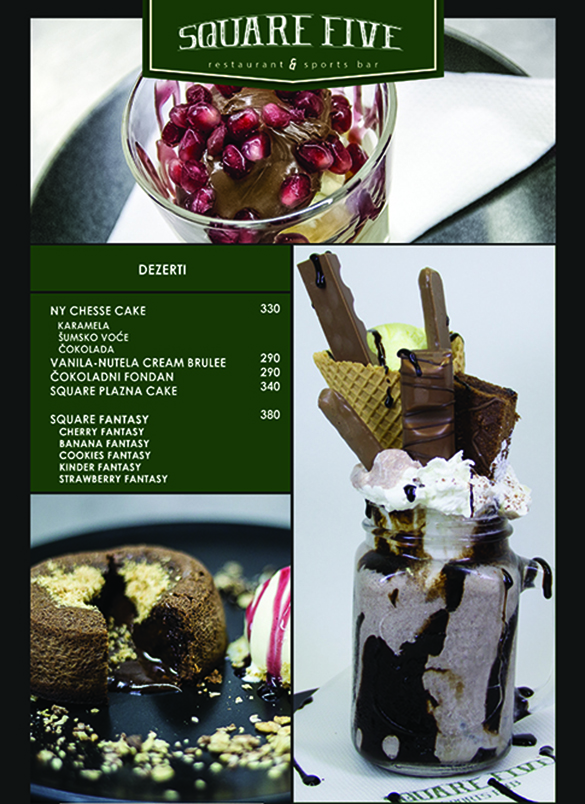 SQUARE FIVE
restaurant & sports bar
DEZERTI
NY CHESSE CAKE 330
KARAMELA
ŠUMSKO VOĆE
ČOKOLADA
VANILA-NUTELA CREAM BRULEE 290
ČOKOLADNI FONDAN 290
SQUARE PLAZNA CAKE 340
SQUARE FANTASY 380
CHERRY FANTASY
BANANA FANTASY
COOKIES FANTASY
KINDER FANTASY
STRAWBERRY FANTASY
SQUARE FIVE